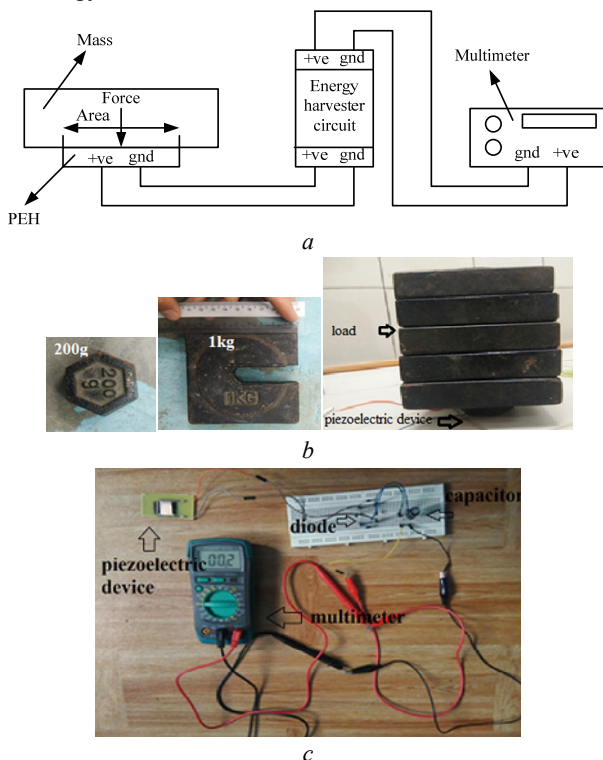 Mass
Force
Area
+ve gnd
PEH
+ve gnd
Energy
harvester
circuit
+ve gnd
Multimeter
gnd +ve
a
200g
200
g
1kg
1KG
load
piezoelectric device
b
capacitor
diode
piezoelectric
device
002
multimeter
c